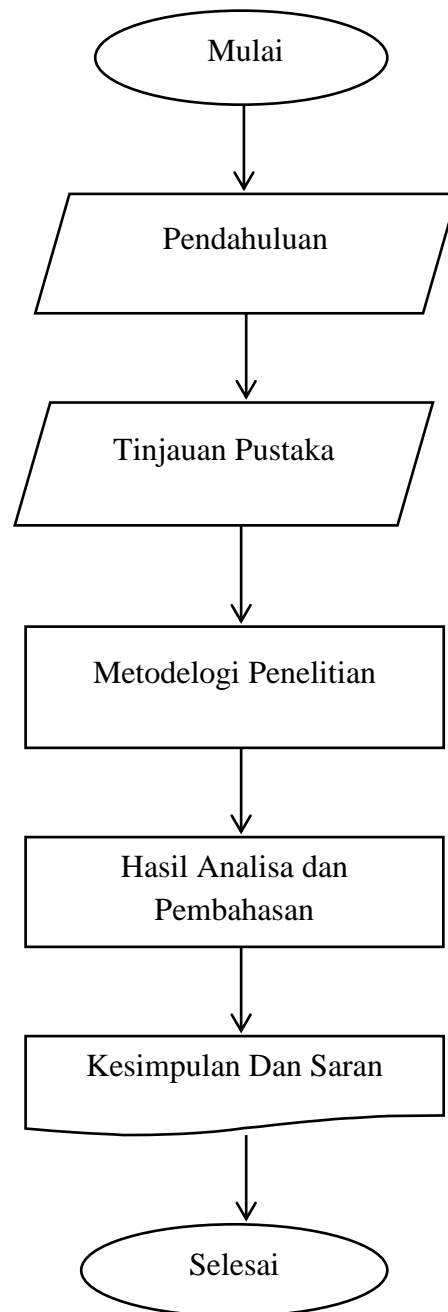 Mulai
Pendahuluan
Tinjauan Pustaka
Metodelogi Penelitian
Hasil Analisa dan
Pembahasan
Kesimpulan Dan Saran
Selesai